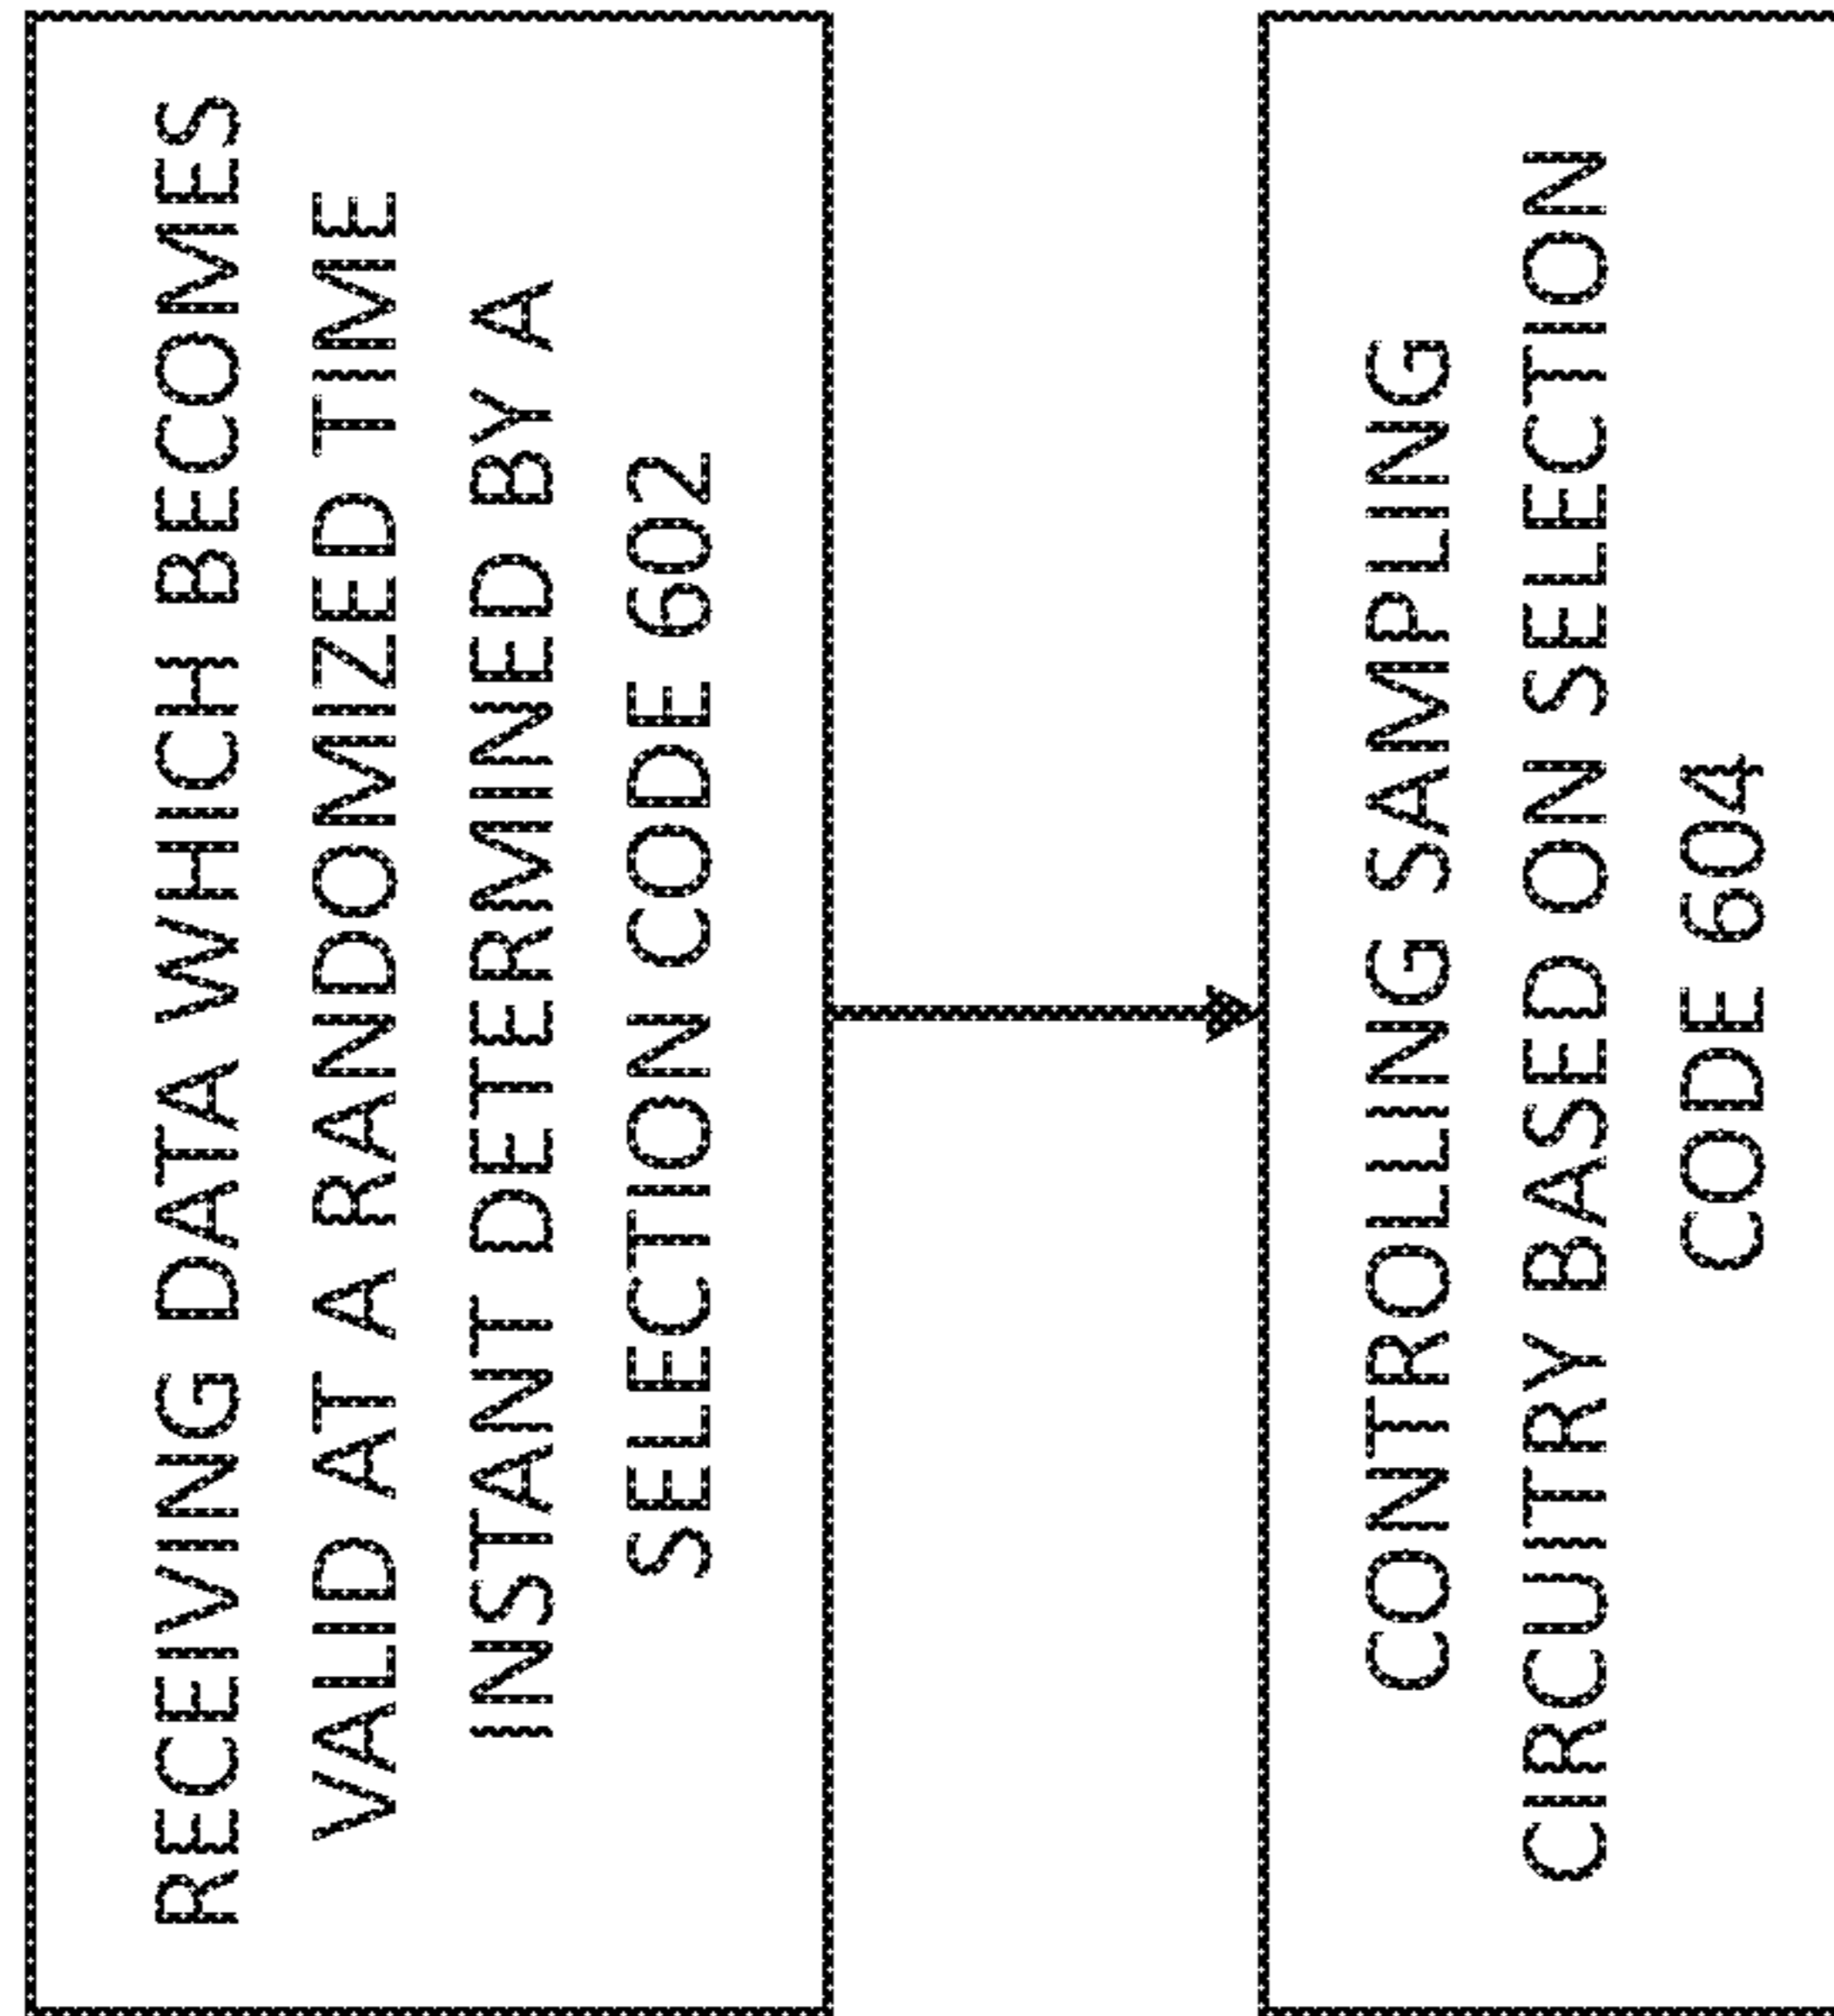 RECEIVING DATA WHICH BECOMES
VALID AT A RANDOMIZED TIME
INSTANT DETERMINED BY A
SELECTION CODE 602
CONTROLLING SAMPLING
CIRCUITRY BASED ON SELECTION
CODE 604